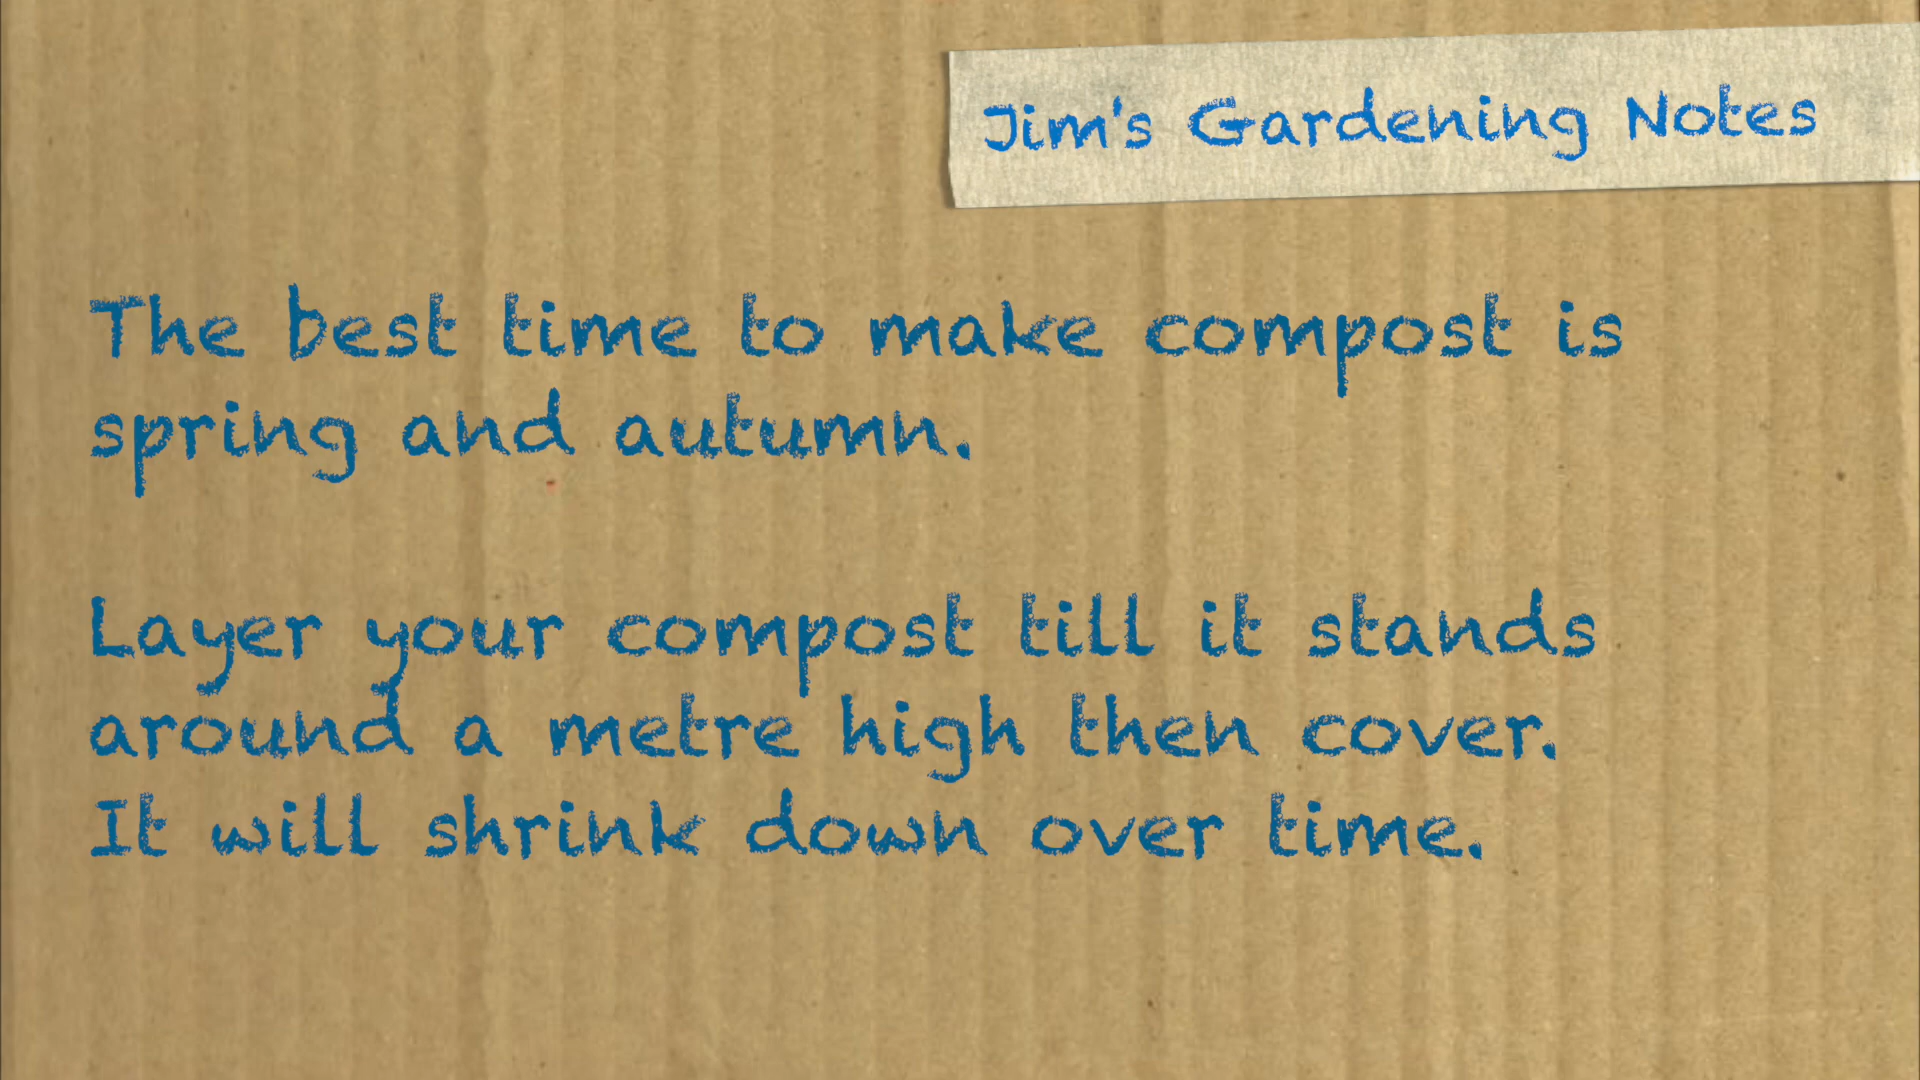 Jim's Gardening Notes
The best time to make compost is
spring and autumn.
Layer your compost till it stands
around a metre high then cover.
It will shrink down over time.